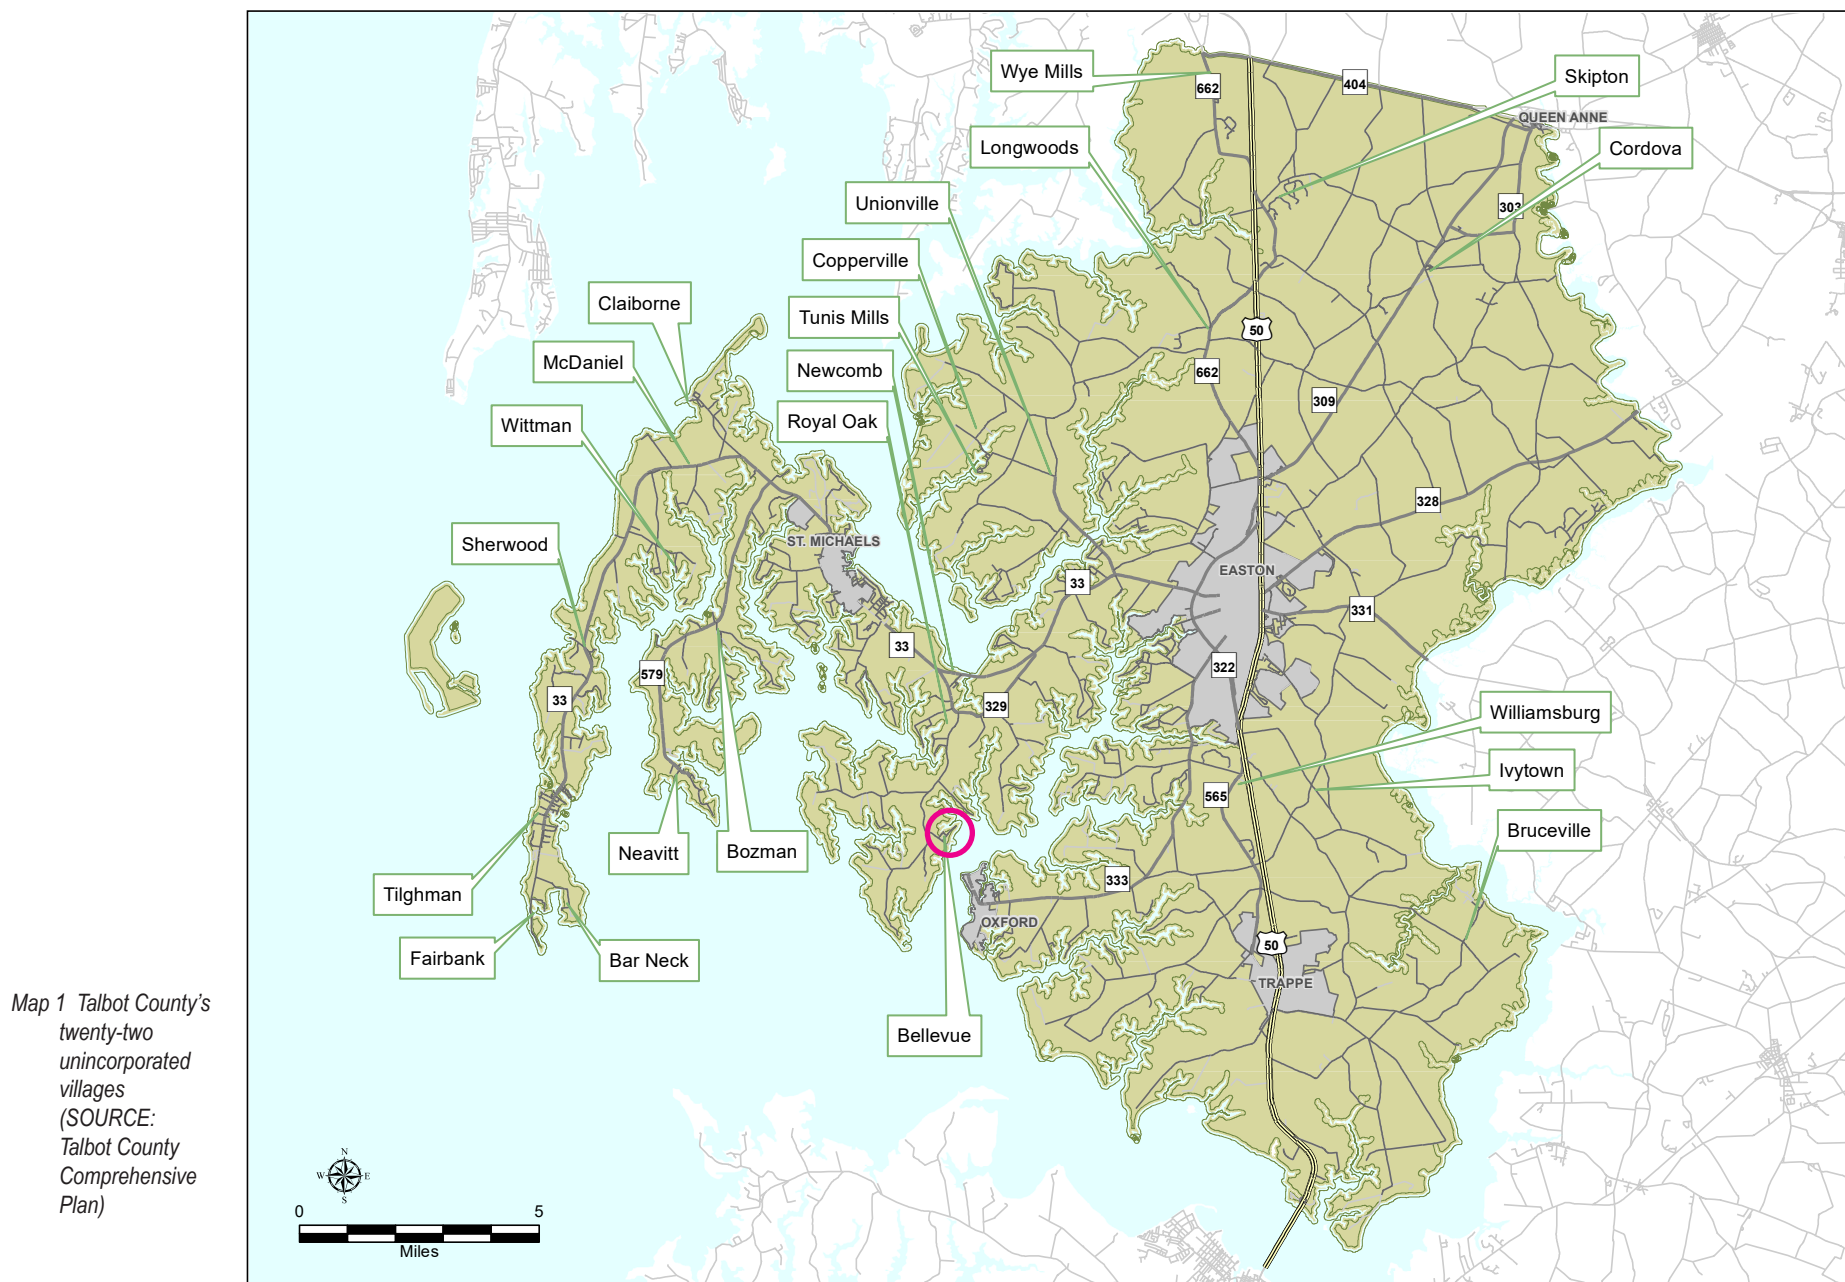 Wye Mills
Skipton
662
404
QUEEN ANNE
Longwoods
Cordova
Unionville
303
Copperville
Claiborne
Tunis Mills
50
McDaniel
Newcomb
662
309
Wittman
Royal Oak
328
Sherwood
ST. MICHAELS
EASTON
33
331
33
322
579
33
329
Williamsburg
Ivytown
565
Bruceville
Neavitt
Bozman
Tilghman
333
OXFORD
50
Fairbank
Bar Neck
TRAPPE
Bellevue
Map 1 Talbot County’s
twenty-two
unincorporated
villages
(SOURCE:
Talbot County
Comprehensive
Plan)
N
W
E
S
0
5
Miles